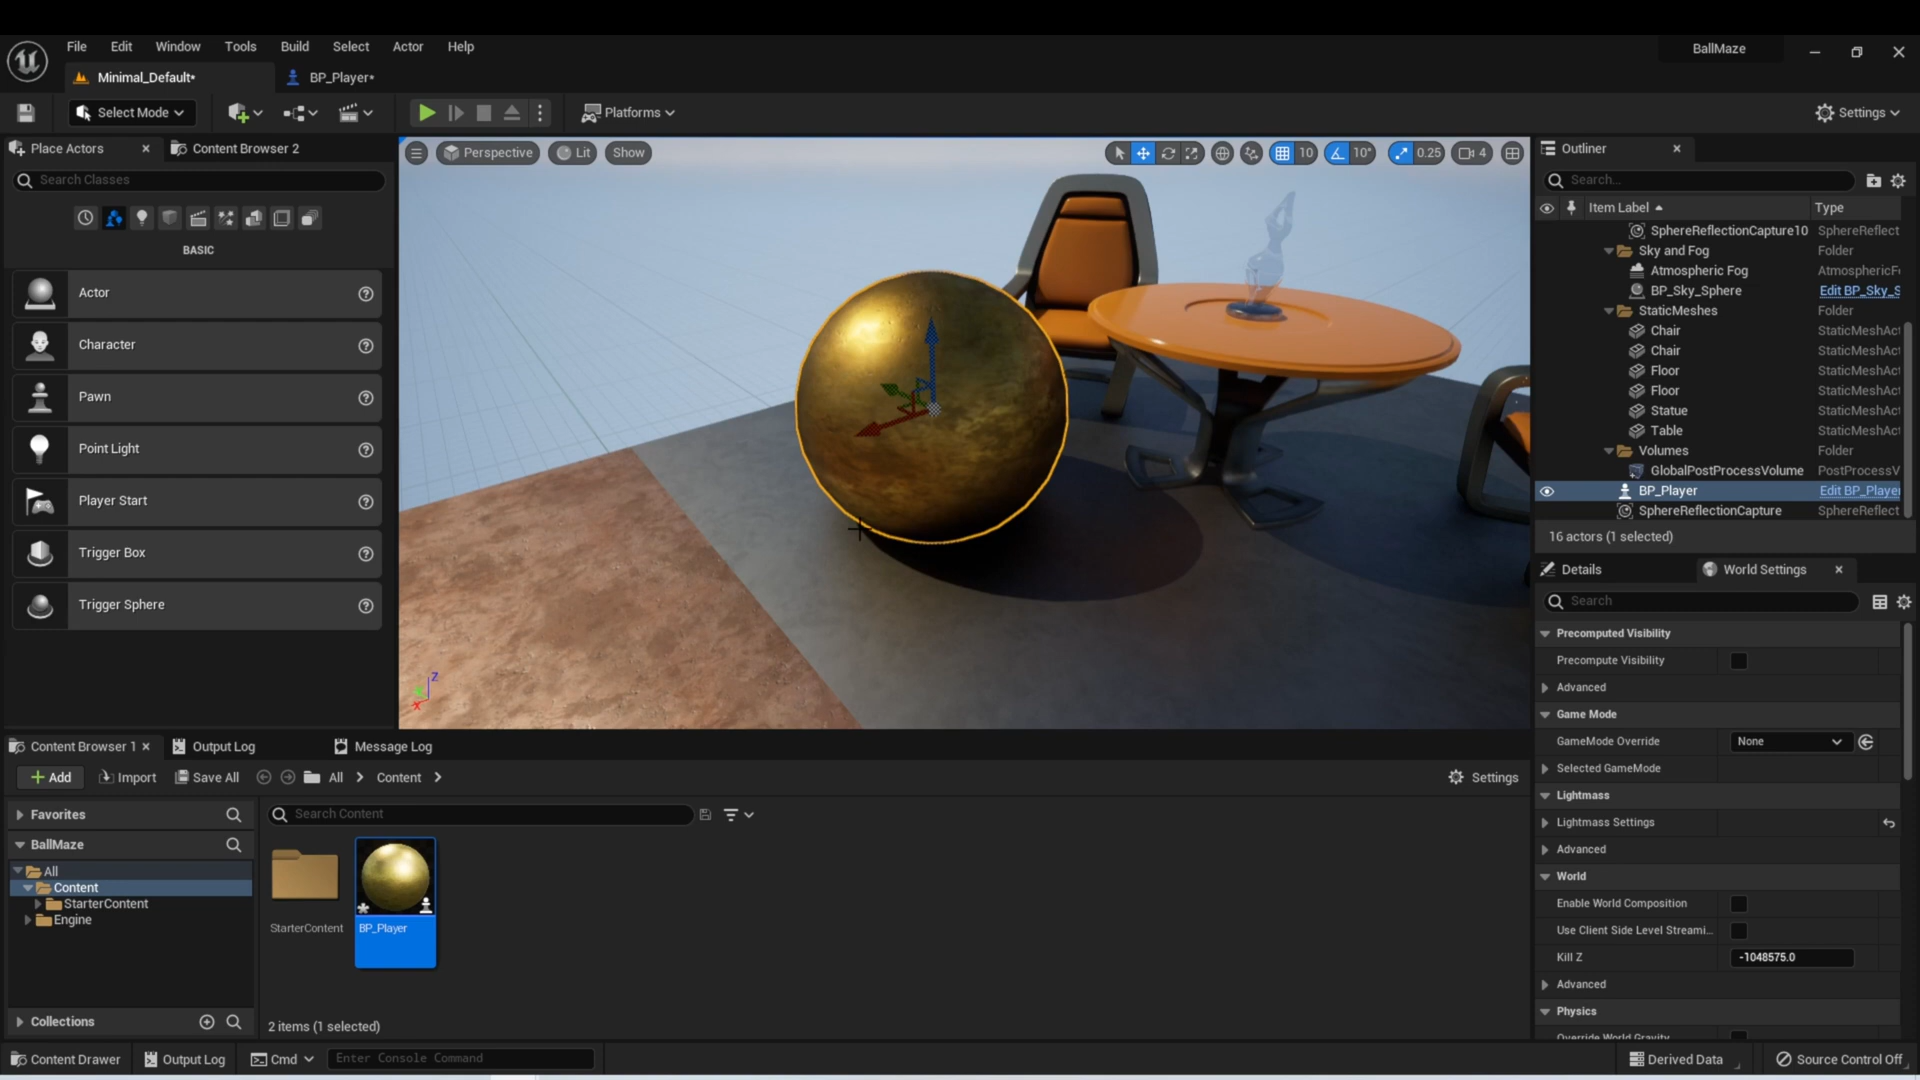 File Edit Window Tools Build Select Actor Help
BallMaze
Minimal_Default*
BP_Player*
Select Mode
Platforms
Settings
Place Actors
Content Browser 2
Search Classes
BASIC
Actor
Character
Pawn
Point Light
Player Start
Trigger Box
Trigger Sphere
Perspective
Lit
Show
10
10°
0.25
4
Z
X
Outliner
Search...
Item Label
Type
SphereReflectionCapture10 SphereReflect
Sky and Fog Folder
Atmospheric Fog AtmosphericF
BP_Sky_Sphere Edit BP_Sky_S
StaticMeshes Folder
Chair StaticMeshAct
Chair StaticMeshAct
Floor StaticMeshAct
Floor StaticMeshAct
Statue StaticMeshAct
Table StaticMeshAct
Volumes Folder
GlobalPostProcessVolume PostProcessV
BP_Player Edit BP_Player
SphereReflectionCapture SphereReflect
16 actors (1 selected)
Details
World Settings
Search
Precomputed Visibility
Precompute Visibility
Advanced
Game Mode
GameMode Override None
Selected GameMode
Lightmass
Lightmass Settings
Advanced
World
Enable World Composition
Use Client Side Level Streami...
Kill Z -1048575.0
Advanced
Physics
Override World Gravity
Content Browser 1
Output Log
Message Log
Add
Import
Save All
All
Content
Settings
Favorites
Search Content
BallMaze
All
Content
StarterContent
Engine
StarterContent
BP_Player
Collections
2 items (1 selected)
Content Drawer
Output Log
Cmd
Enter Console Command
Derived Data
Source Control Off